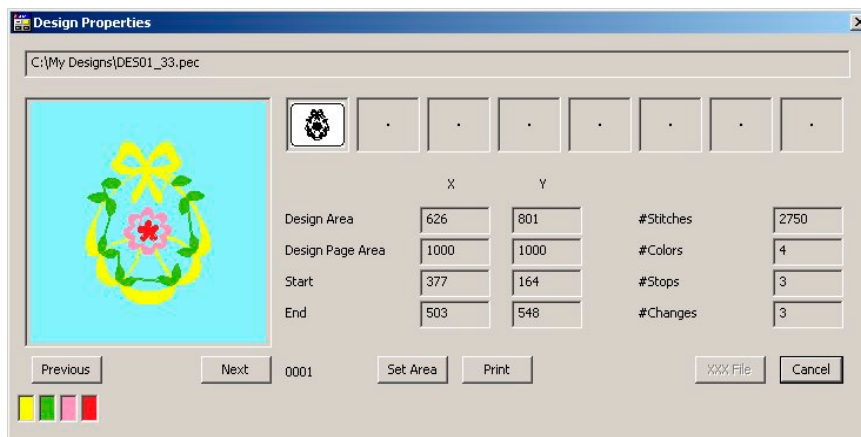 Design Properties
C:\My Designs\DES01_33.pec
X Y
Design Area 626 801 #Stitches 2750
Design Page Area 1000 1000 #Colors 4
Start 377 164 #Stops 3
End 503 548 #Changes 3
Previous Next 0001 Set Area Print XXX File Cancel